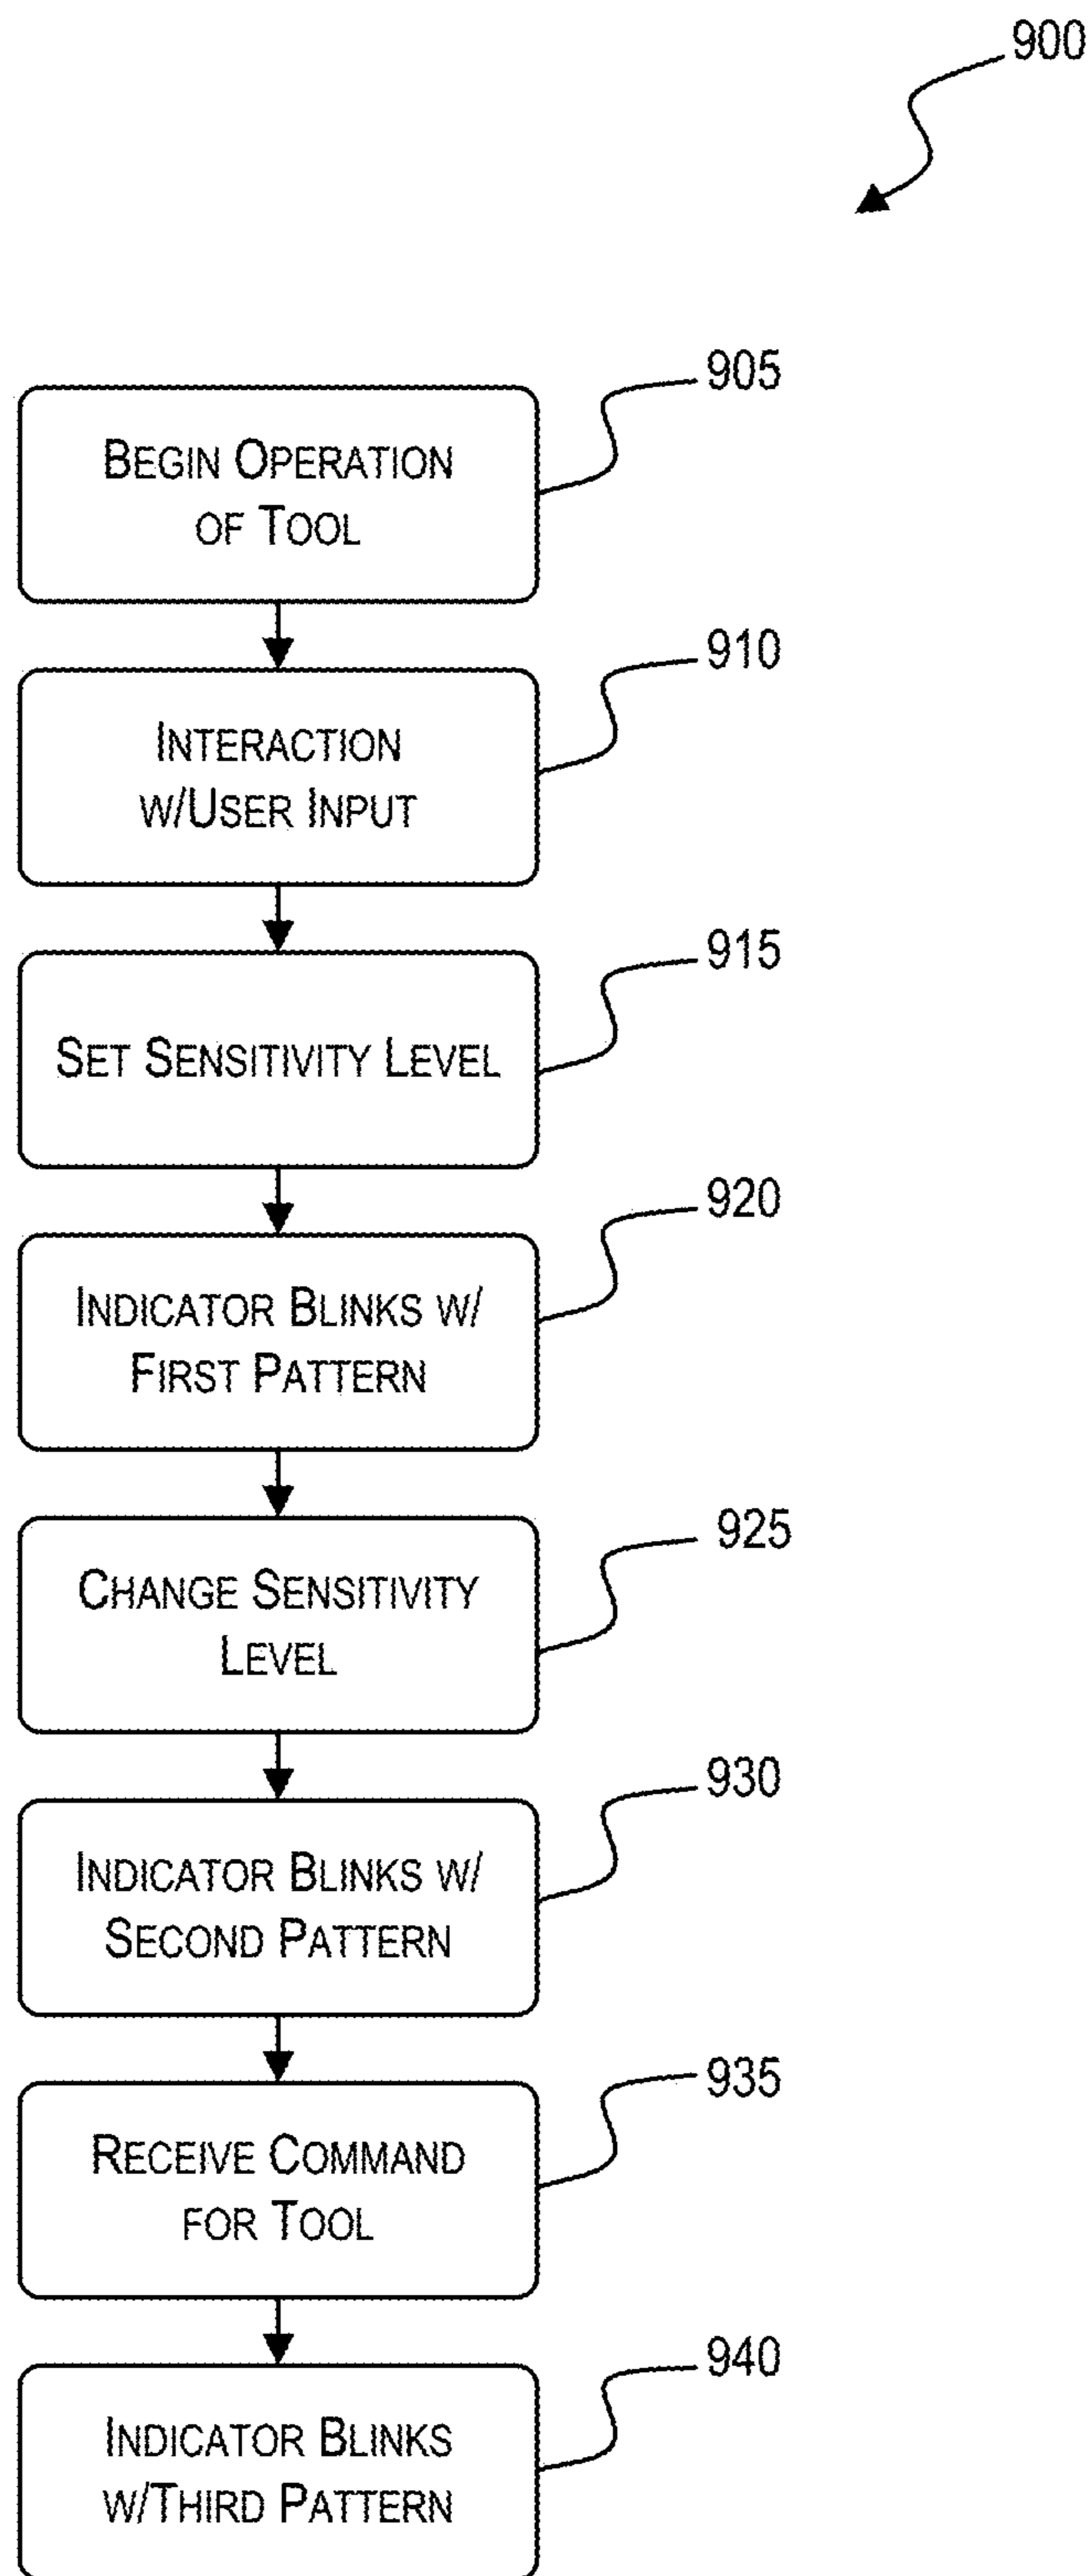 900
905
BEGIN OPERATION
OF TOOL
910
INTERACTION
W/USER INPUT
915
SET SENSITIVITY LEVEL
920
INDICATOR BLINKS W/
FIRST PATTERN
925
CHANGE SENSITIVITY
LEVEL
930
INDICATOR BLINKS W/
SECOND PATTERN
935
RECEIVE COMMAND
FOR TOOL
940
INDICATOR BLINKS
W/THIRD PATTERN